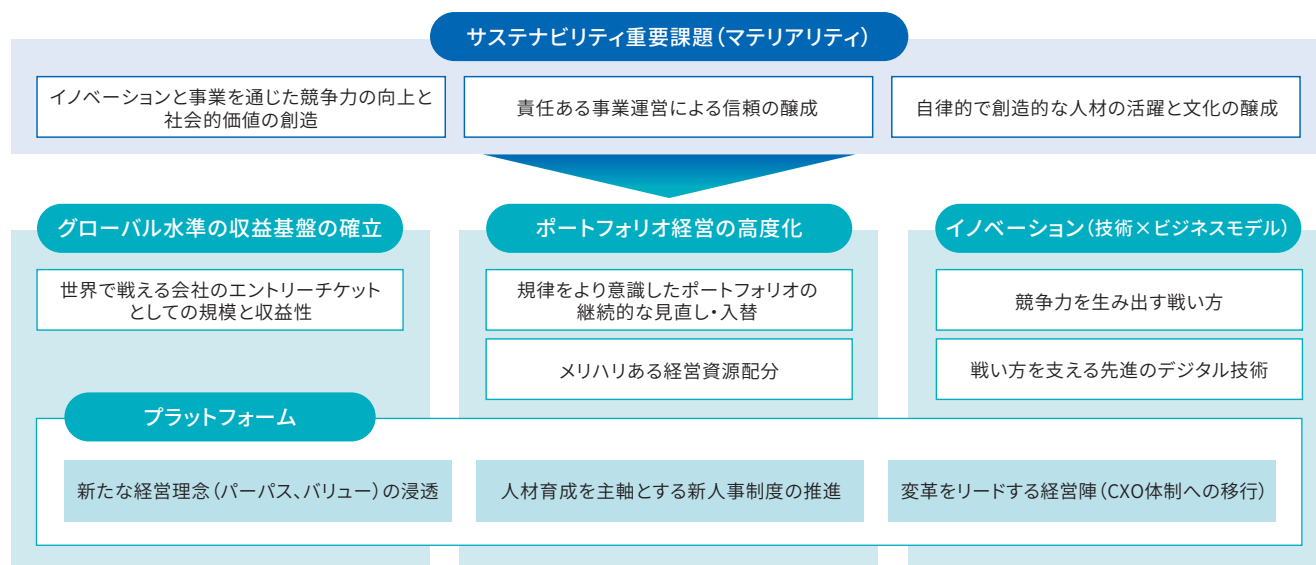 サステナビリティ重要課題（マテリアリティ）
イノベーションと事業を通じた競争力の向上と
社会的価値の創造
責任ある事業運営による信頼の醸成
自律的で創造的な人材の活躍と文化の醸成
グローバル水準の収益基盤の確立
世界で戦える会社のエントリーチケット
としての規模と収益性
ポートフォリオ経営の高度化
規律をより意識したポートフォリオの
継続的な見直し・入替
メリハリある経営資源配分
イノベーション（技術×ビジネスモデル）
競争力を生み出す戦い方
戦い方を支える先進のデジタル技術
プラットフォーム
新たな経営理念（パーパス、バリュー）の浸透
人材育成を主軸とする新人事制度の推進
変革をリードする経営陣（CXO体制への移行）